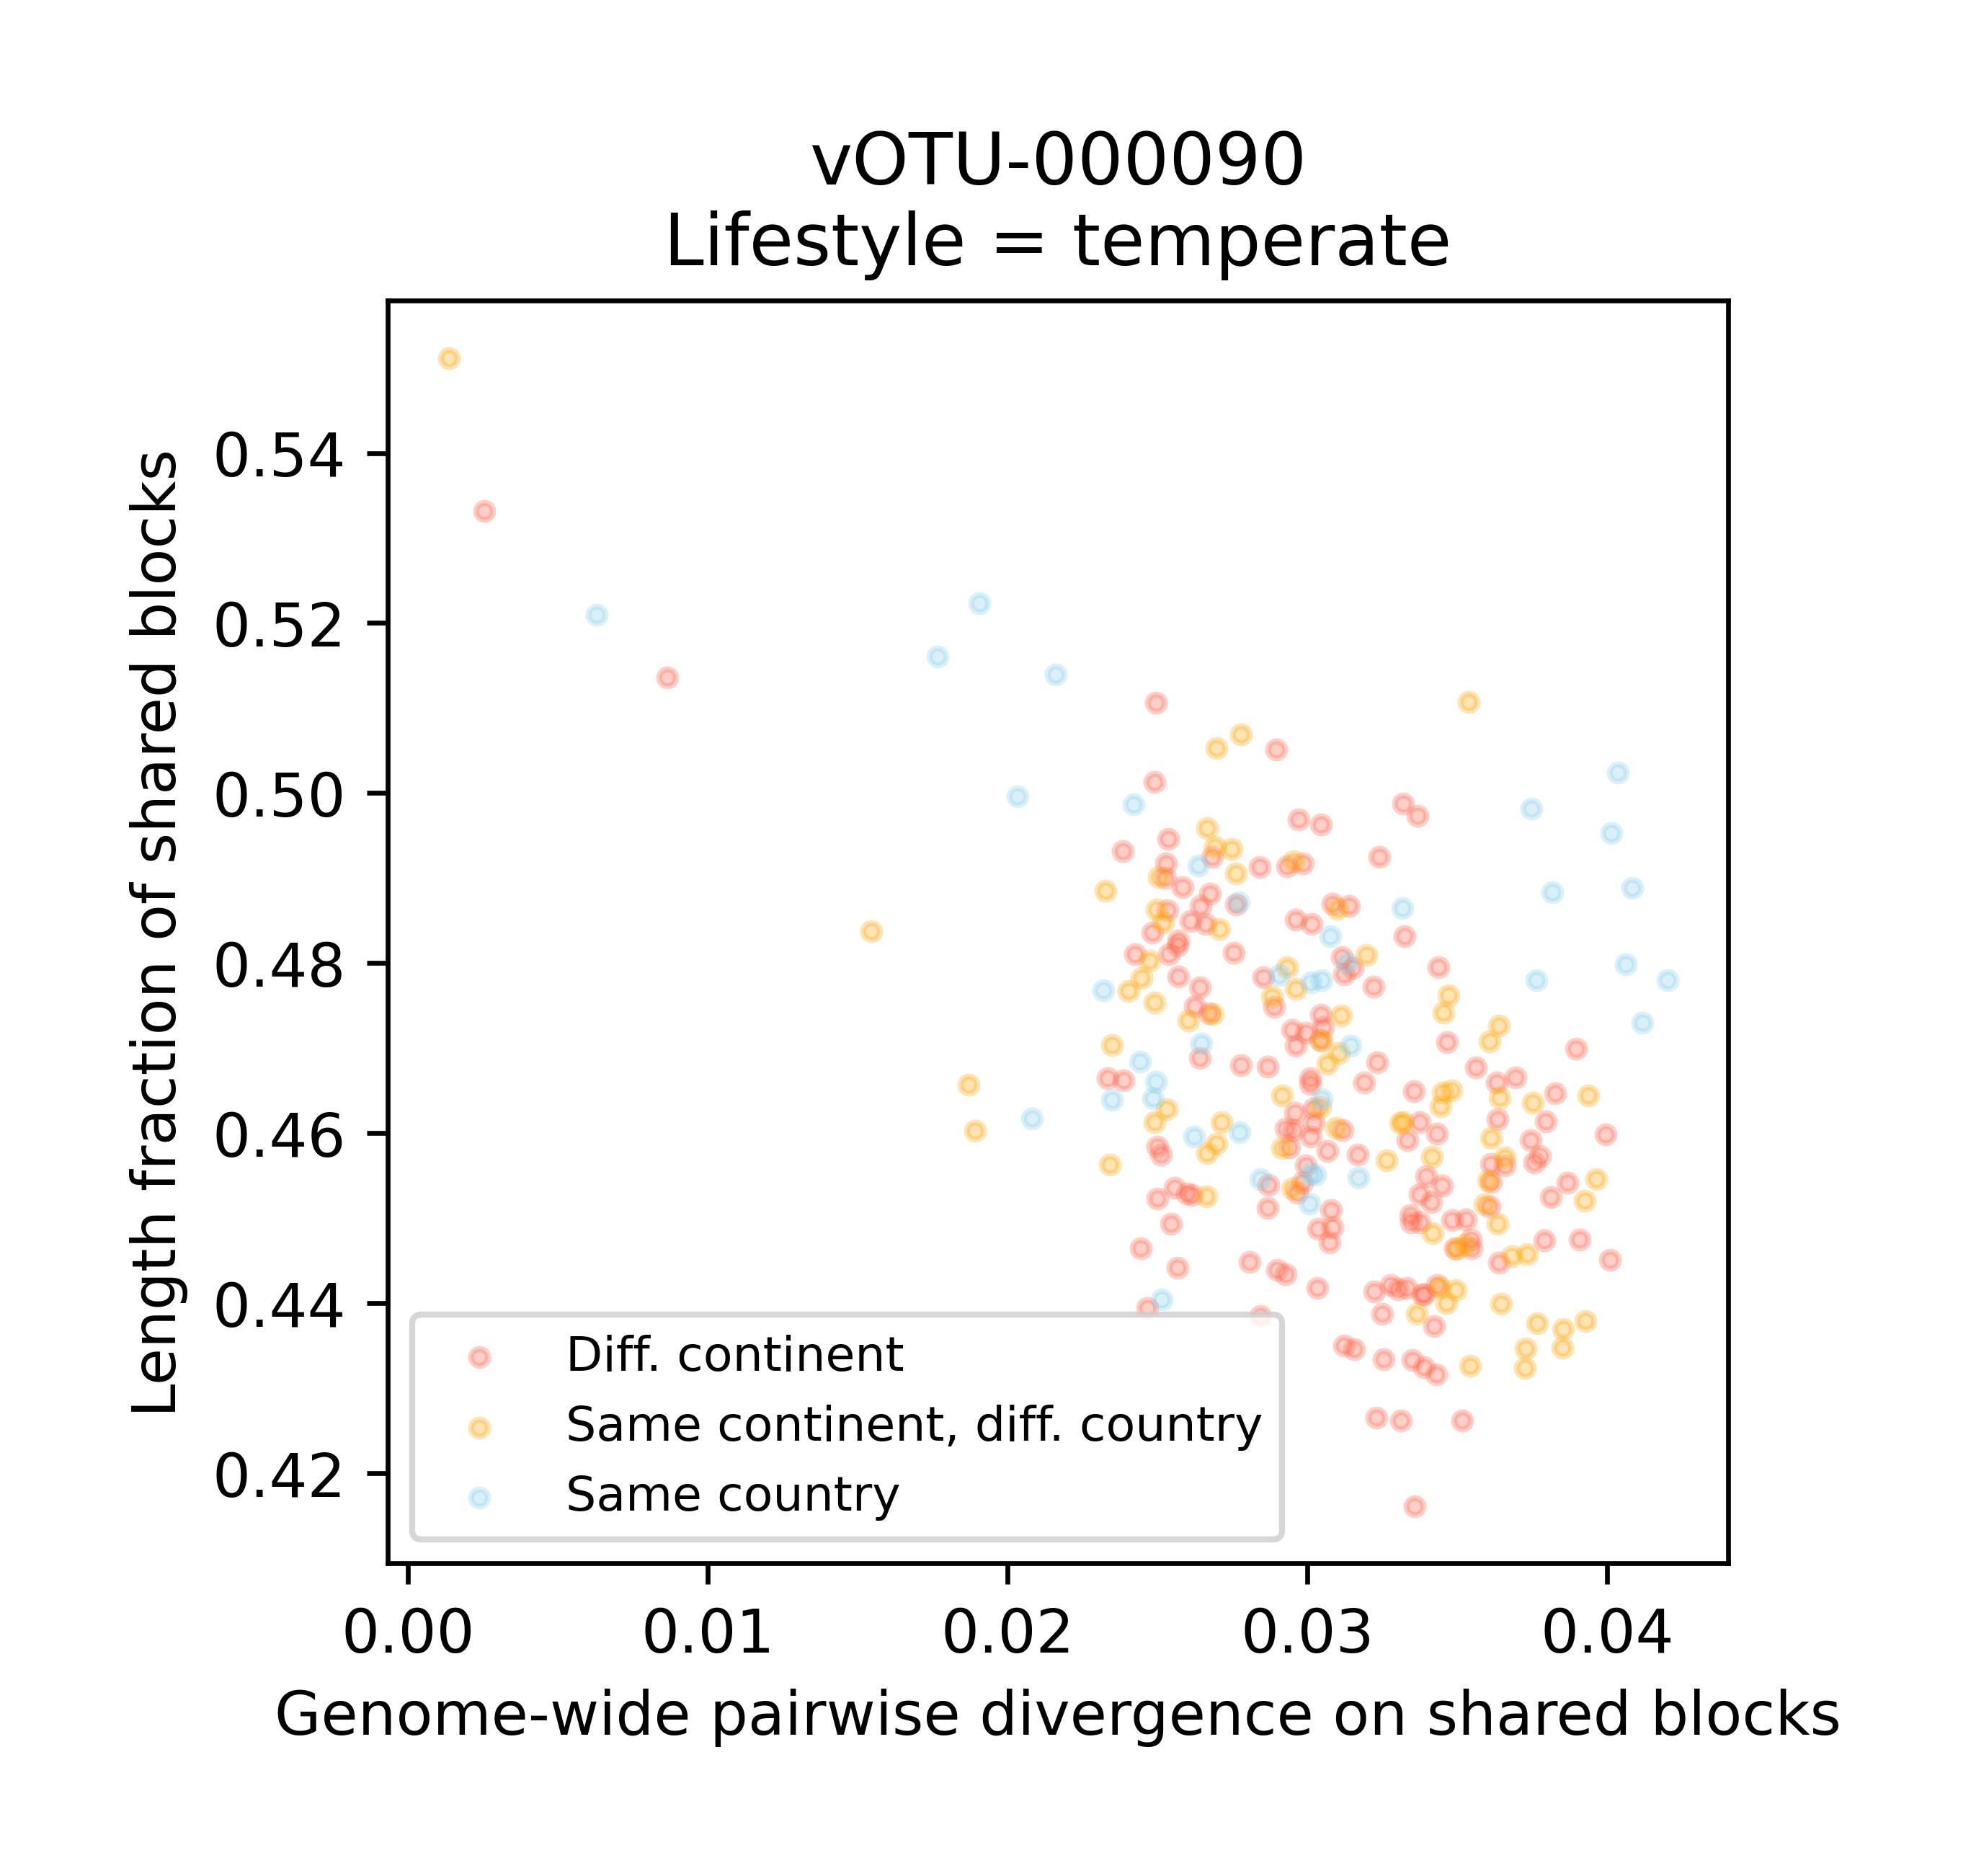 vOTU-000090
Lifestyle = temperate
Length fraction of shared blocks
0.54
0.52
0.50
0.48
0.46
0.44
0.42
Diff. continent
Same continent, diff. country
Same country
0.00 0.01 0.02 0.03 0.04
Genome-wide pairwise divergence on shared blocks